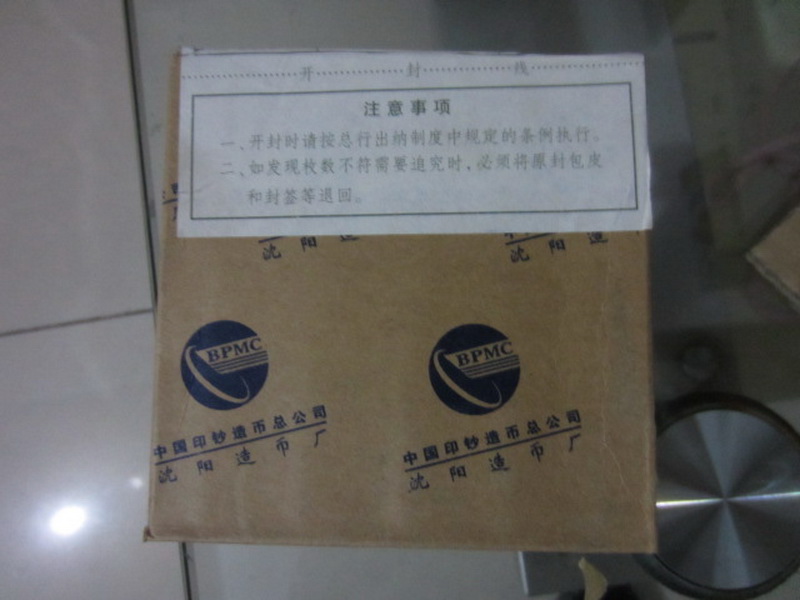 开 封 线
注意事项
一、开封时请按总行出纳制度中规定的条例执行。
二、如发现枚数不符需要追究时，必须将原封包皮
和封签等退回。
沈 阳 造
沈 阳 造
BPMC
中国印钞造币总公司
沈 阳 造 币 厂
BPMC
中国印钞造币总公司
沈 阳 造 币 厂